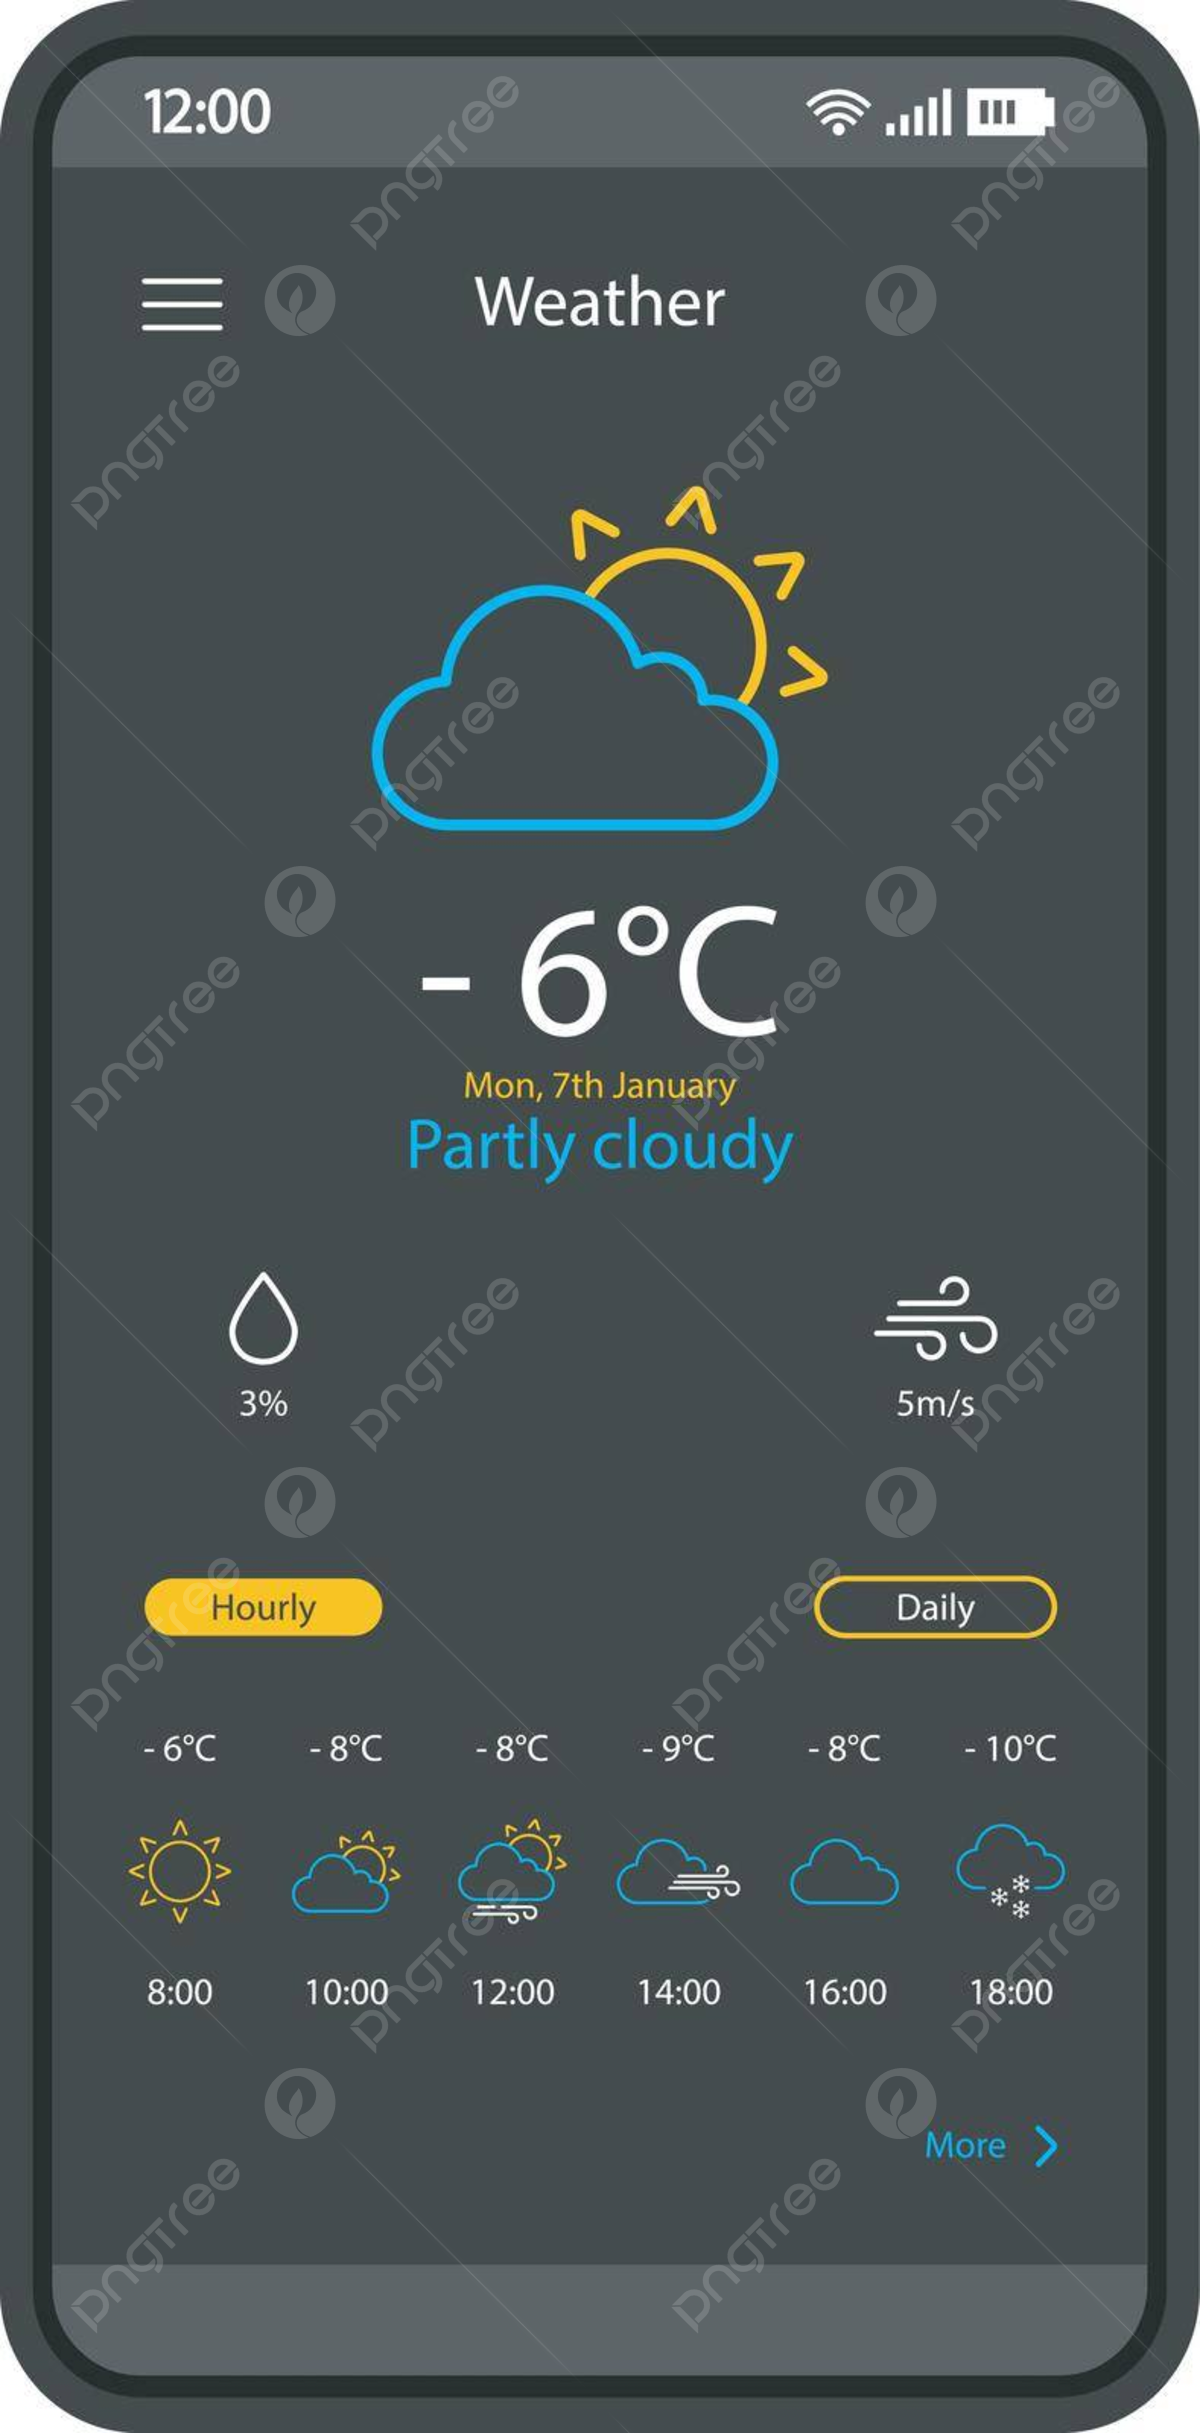 12:00
Weather
- 6°C
Mon, 7th January
Partly cloudy
3%
5m/s
Hourly
Daily
- 6°C - 8°C - 8°C - 9°C - 8°C - 10°C
8:00 10:00 12:00 14:00 16:00 18:00
More
pngtree